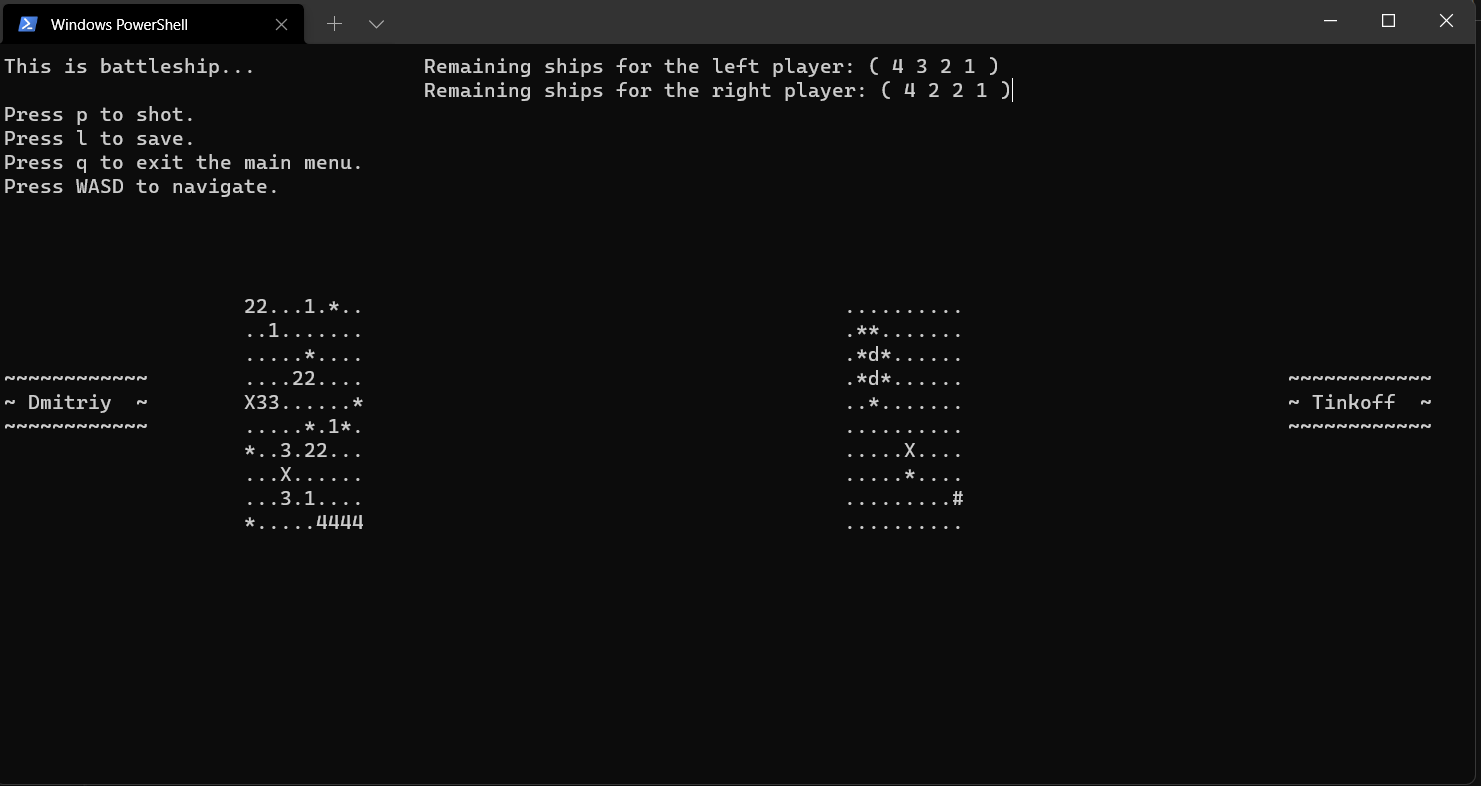 Windows PowerShell
This is battleship... Remaining ships for the left player: ( 4 3 2 1 )
Remaining ships for the right player: ( 4 2 2 1 )
Press p to shot.
Press l to save.
Press q to exit the main menu.
Press WASD to navigate.
22...1.*.. ..........
..1....... .**.......
.....*.... .*d*......
~~~~~~~~~~~~ ....22.... .*d*...... ~~~~~~~~~~~~
~ Dmitriy ~ X33......* ..*....... ~ Tinkoff ~
~~~~~~~~~~~~ .....*.1*. .......... ~~~~~~~~~~~~
*..3.22... .....X....
...X...... .....*....
...3.1.... .........#
*.....4444 ..........